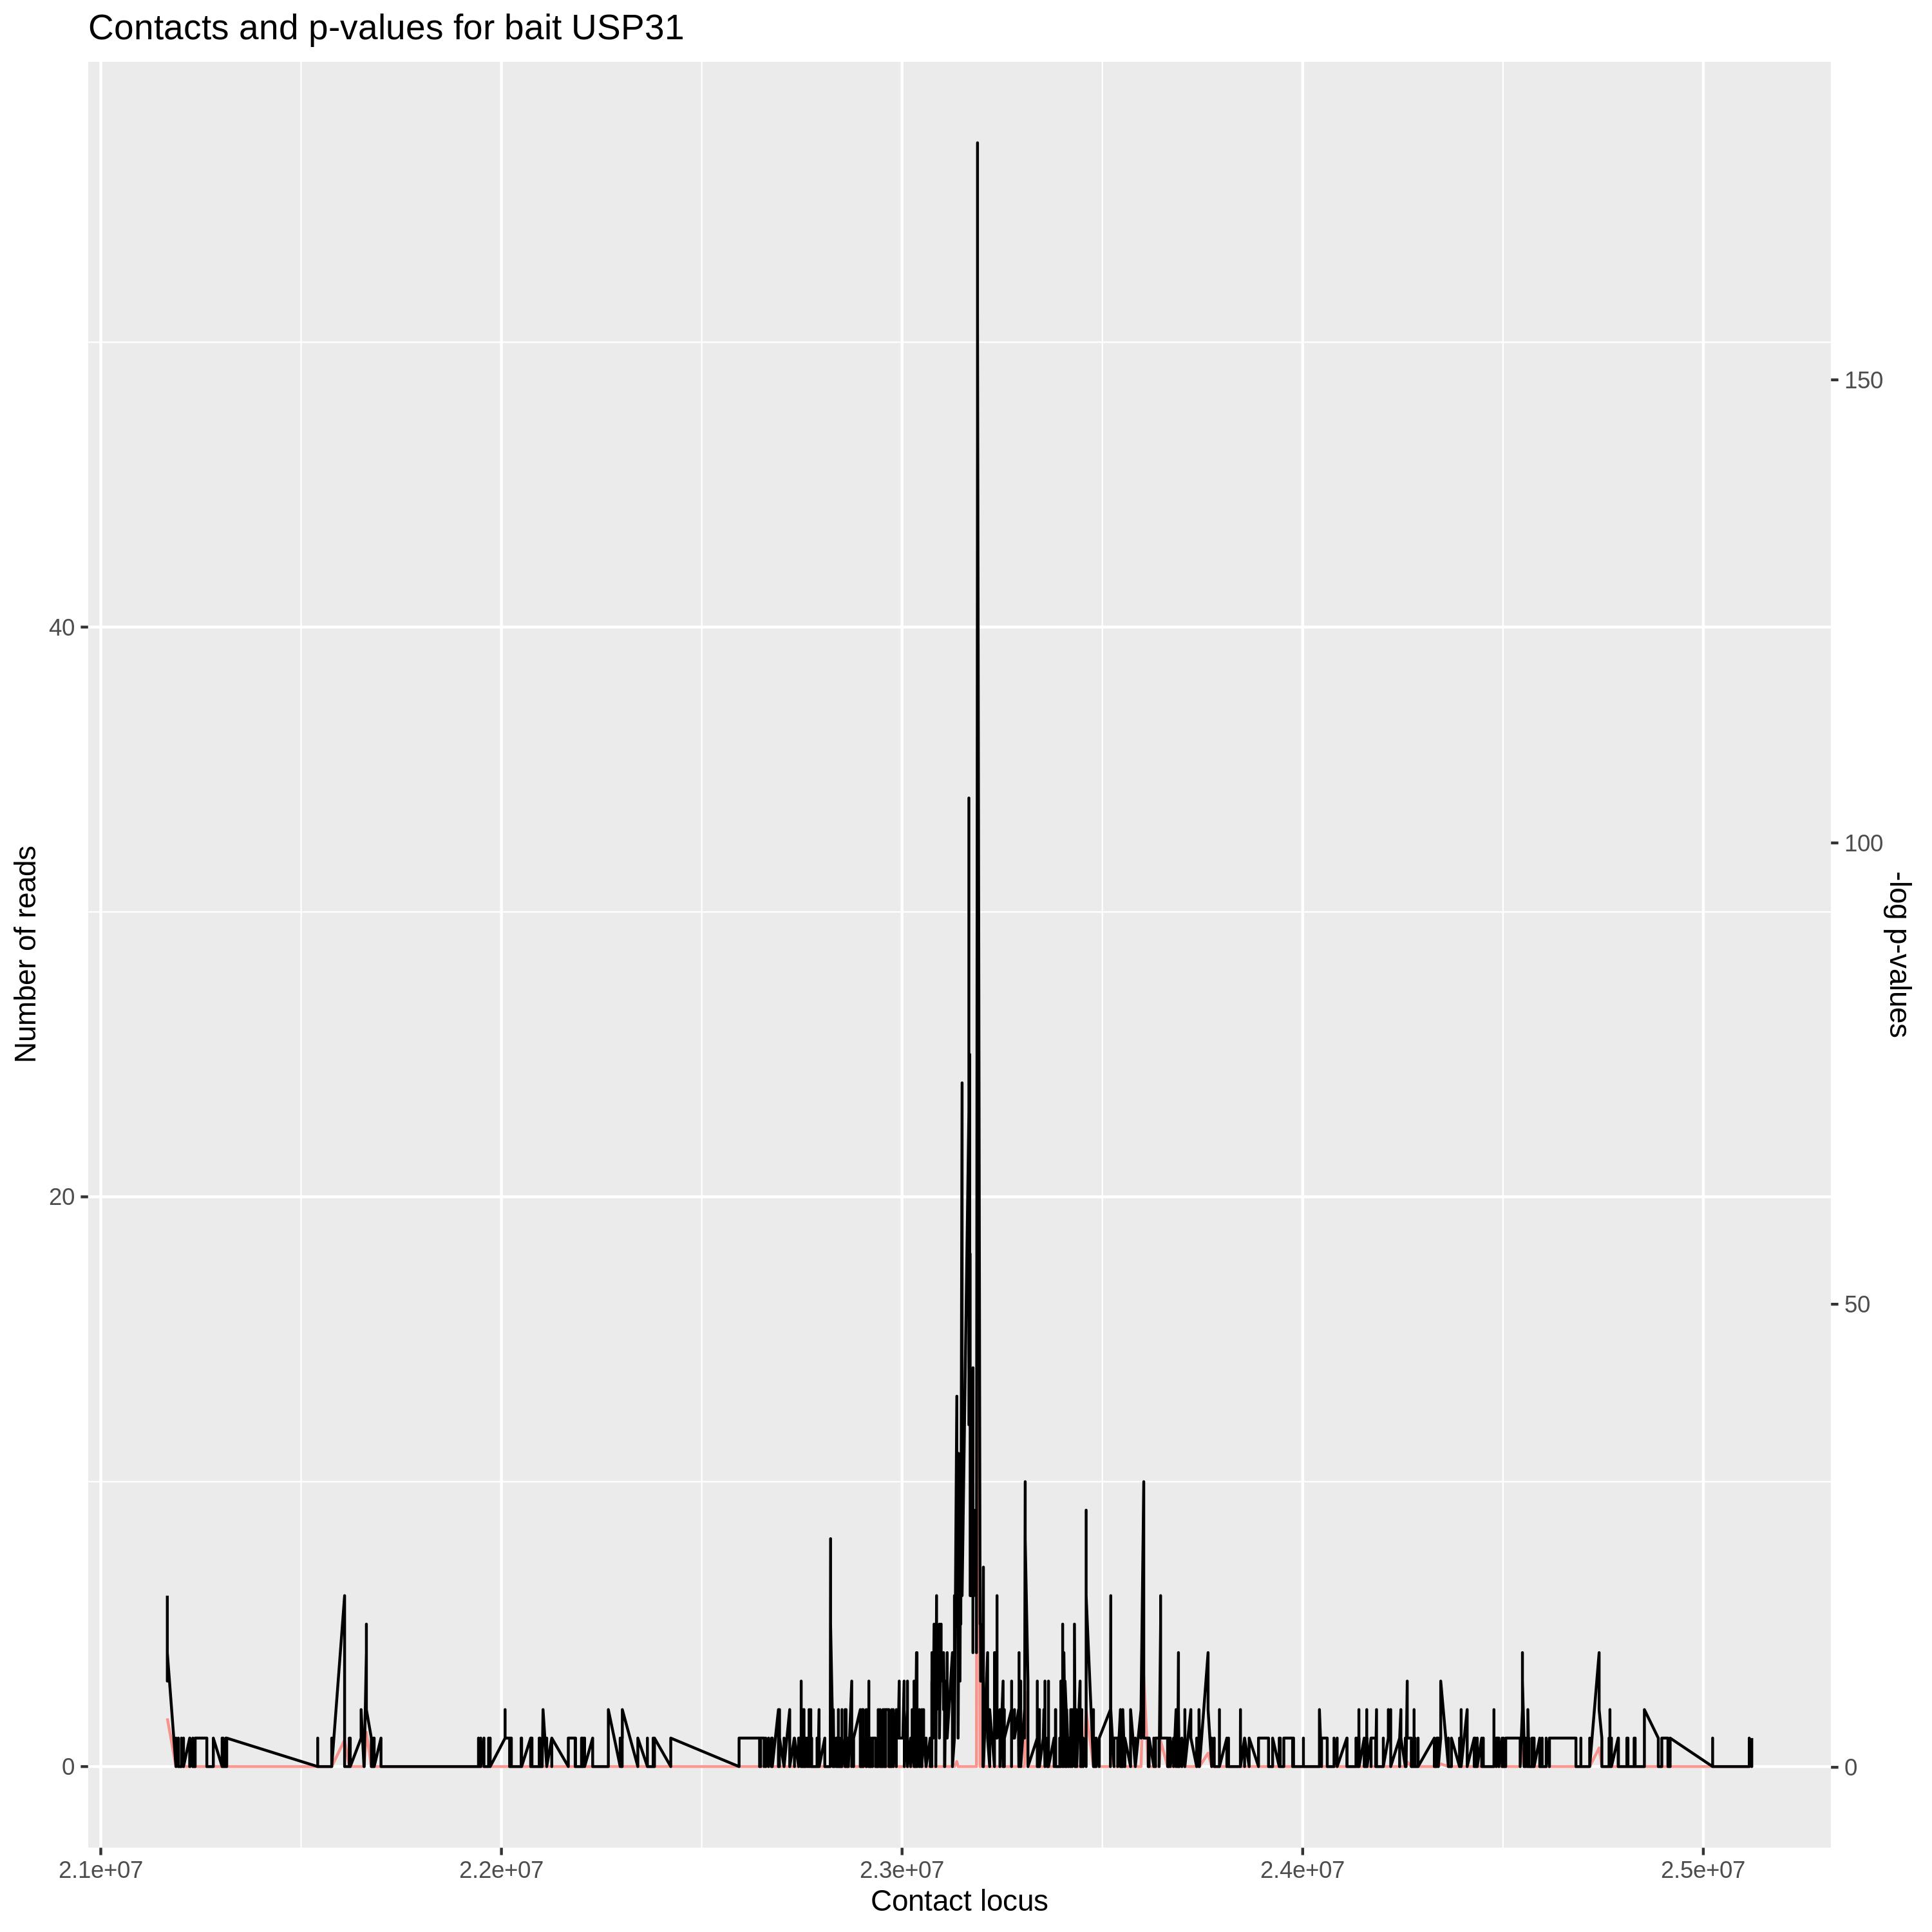 Contacts and p-values for bait USP31
Number of reads
40
20
0
150
100
50
0
-log p-values
2.1e+07 2.2e+07 2.3e+07 2.4e+07 2.5e+07
Contact locus